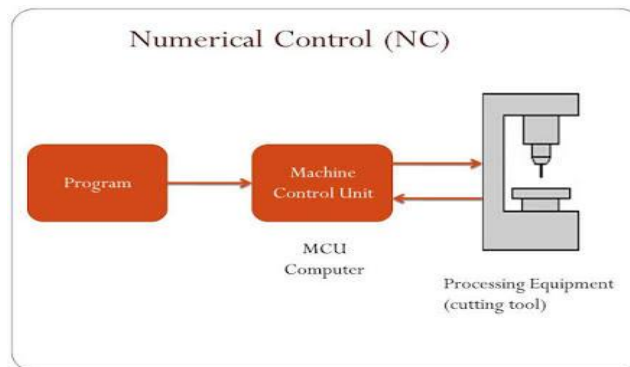 Numerical Control (NC)
Program
Machine
Control Unit
MCU
Computer
Processing Equipment
(cutting tool)